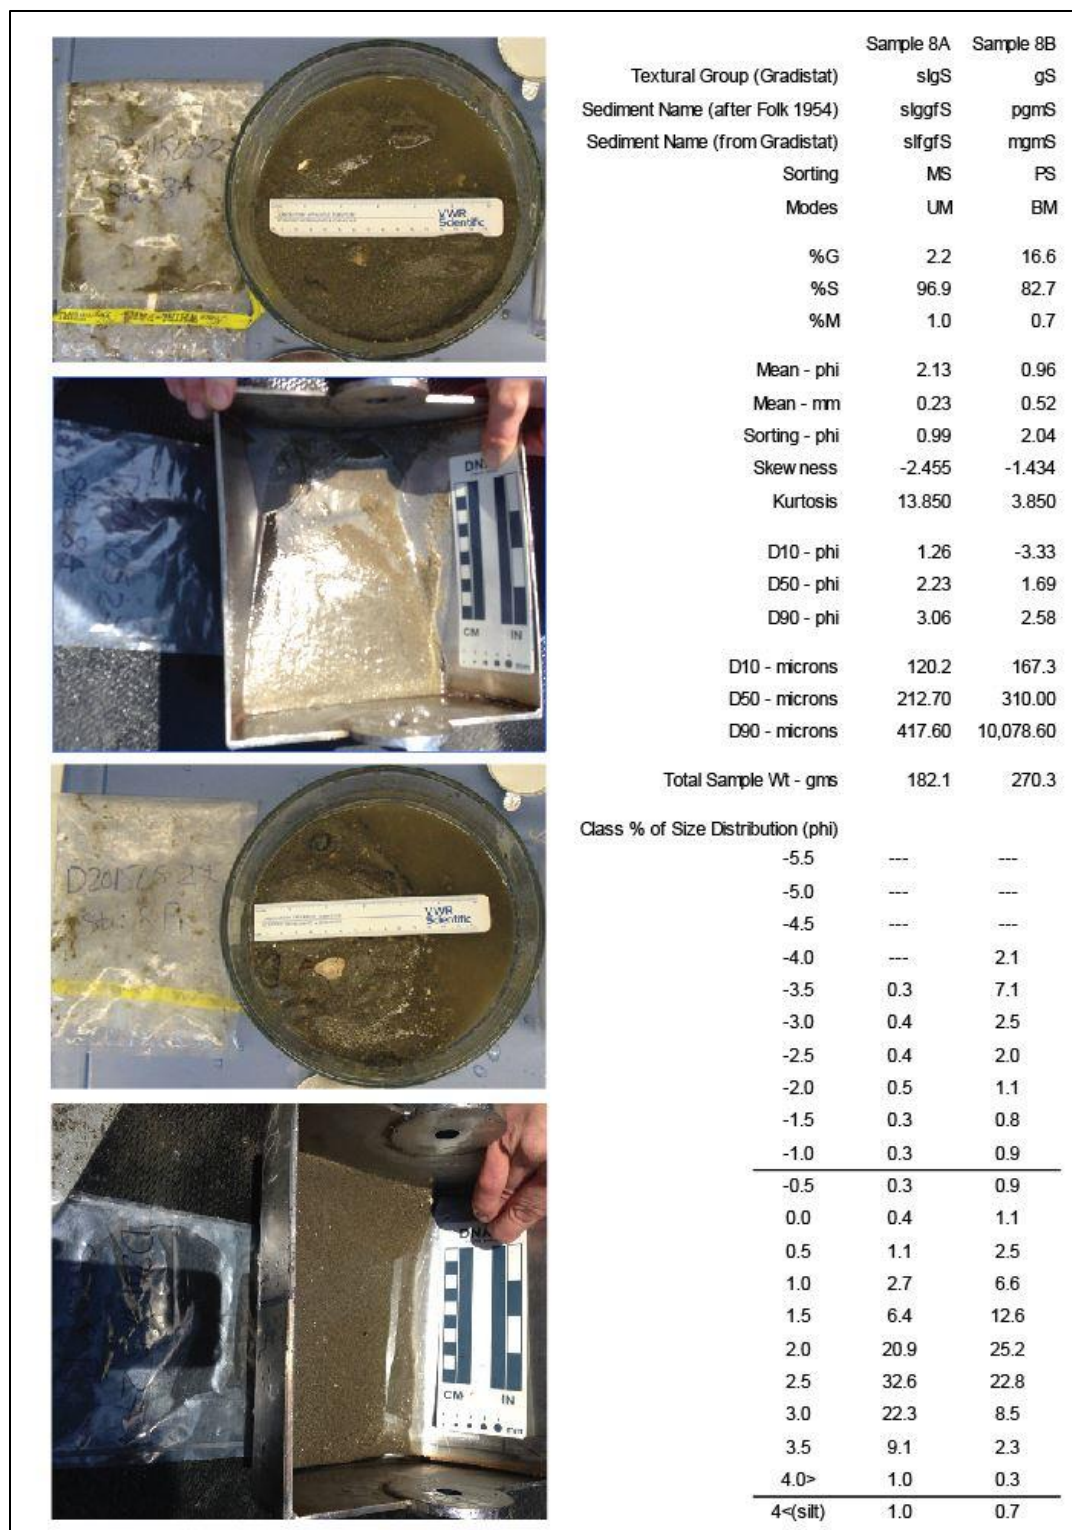 Sample 8A Sample 8B
Textural Group (Gradistat) slgS gS
Sediment Name (after Folk 1954) slggfS pgmS
Sediment Name (from Gradistat) slfgfS mgmS
Sorting MS PS
Modes UM BM
%G 2.2 16.6
%S 96.9 82.7
%M 1.0 0.7
Mean - phi 2.13 0.96
Mean - mm 0.23 0.52
Sorting - phi 0.99 2.04
Skewness -2.455 -1.434
Kurtosis 13.850 3.850
D10 - phi 1.26 -3.33
D50 - phi 2.23 1.69
D90 - phi 3.06 2.58
D10 - microns 120.2 167.3
D50 - microns 212.70 310.00
D90 - microns 417.60 10,078.60
Total Sample Wt - gms 182.1 270.3
Class % of Size Distribution (phi)
-5.5 --- ---
-5.0 --- ---
-4.5 --- ---
-4.0 --- 2.1
-3.5 0.3 7.1
-3.0 0.4 2.5
-2.5 0.4 2.0
-2.0 0.5 1.1
-1.5 0.3 0.8
-1.0 0.3 0.9
-0.5 0.3 0.9
0.0 0.4 1.1
0.5 1.1 2.5
1.0 2.7 6.6
1.5 6.4 12.6
2.0 20.9 25.2
2.5 32.6 22.8
3.0 22.3 8.5
3.5 9.1 2.3
4.0> 1.0 0.3
4<(silt) 1.0 0.7
VWR
Scientific
DNA
CM IN
mm
VWR
Scientific
DNA
CM IN
mm